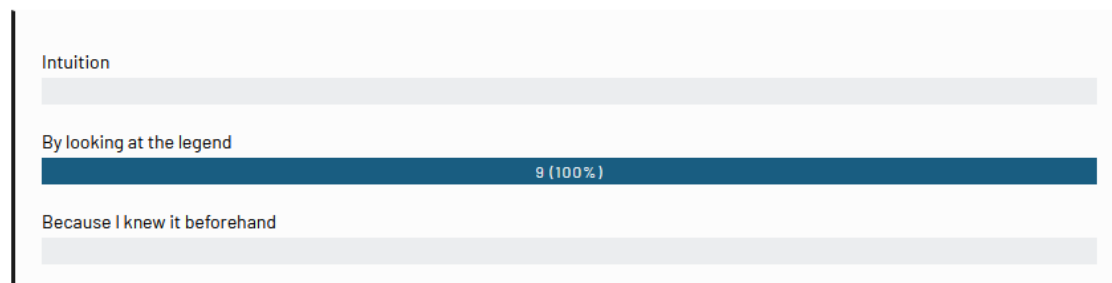 Intuition
By looking at the legend
9 (100%)
Because I knew it beforehand